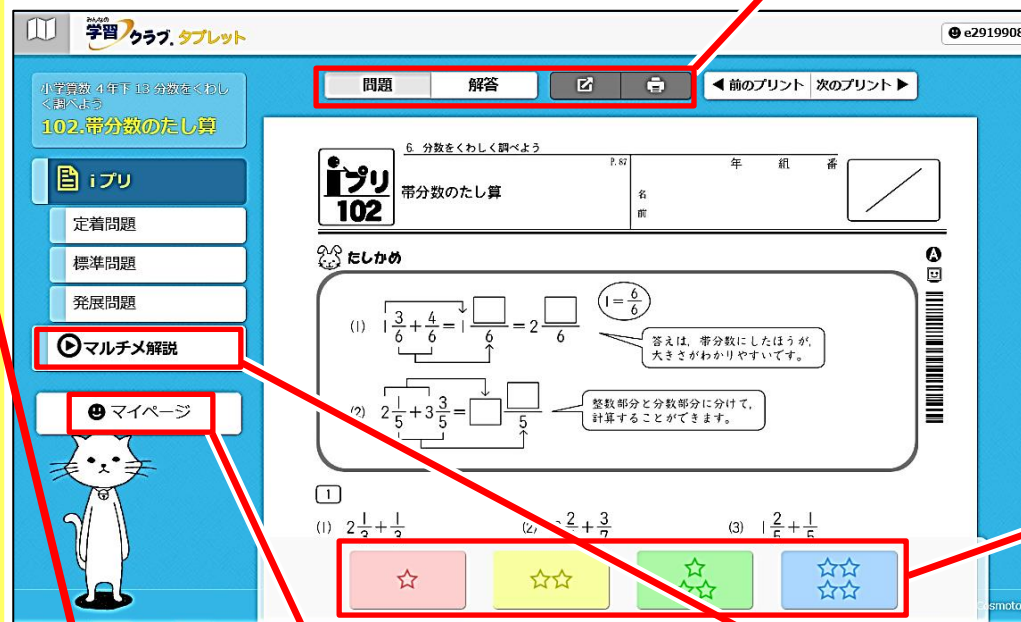 みんなの
学習クラブ.タブレット
e2919908
小学算数 4年下 13 分数をくわし
く調べよう
102.帯分数のたし算
iプリ
定着問題
標準問題
発展問題
マルチメ解説
マイページ
問題 解答
◀ 前のプリント 次のプリント ▶
6. 分数をくわしく調べよう
iプリ
102
帯分数のたし算
P.87
年 組 番
名
前
たしかめ
A
(1) 1 3/6 + 4/6 = 1 □/6 = 2 □/6
1 = 6/6
答えは，帯分数にしたほうが，
大きさがわかりやすいです。
(2) 2 1/5 + 3 3/5 = □ □/5
整数部分と分数部分に分けて，
計算することができます。
1
(1) 2 1/3 + 1/3
(2) 2/7 + 3/7
(3) 1 2/5 + 1/5
☆
☆☆
☆☆☆
☆☆☆☆